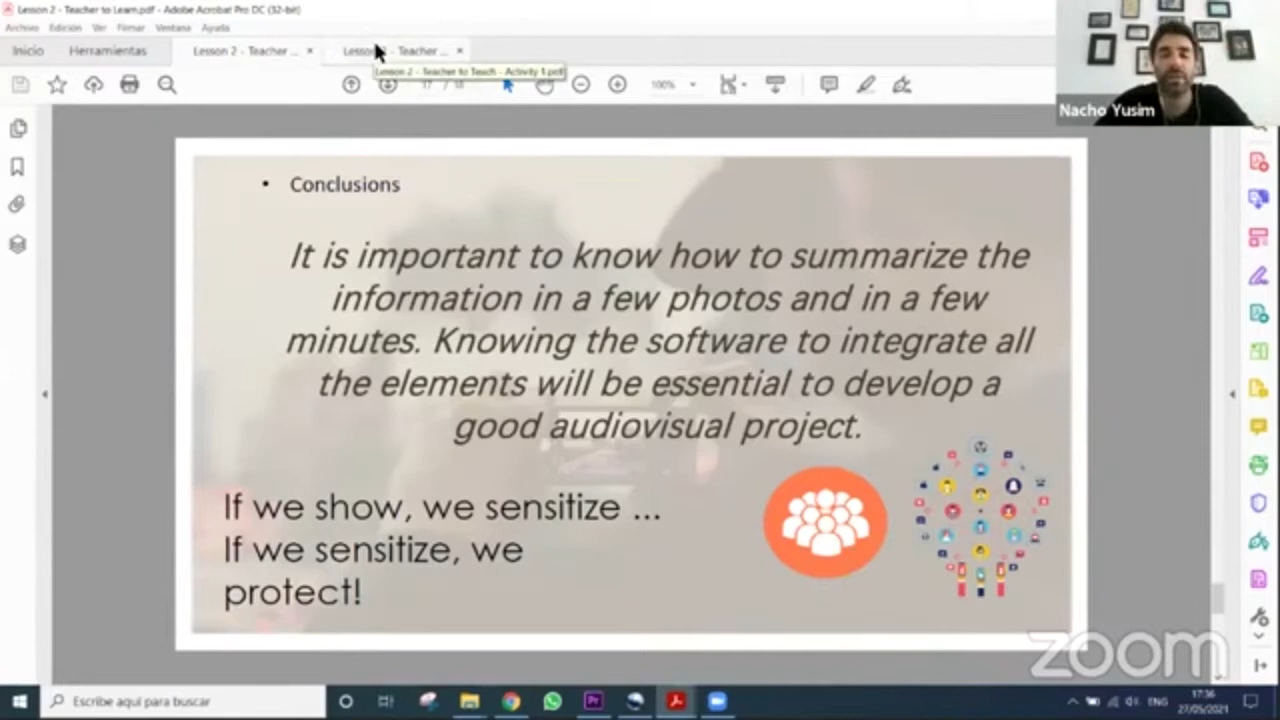 Lesson 2 - Teacher to Learn.pdf - Adobe Acrobat Pro DC (32-bit)
Archivo Edición Ver Firmar Ventana Ayuda
Inicio Herramientas Lesson 2 - Teacher ... × Lesson - Teacher ... ×
Lesson 2 - Teacher to Teach - Activity 1.pdf
17 / 18 100%
Nacho Yusim
• Conclusions
It is important to know how to summarize the
information in a few photos and in a few
minutes. Knowing the software to integrate all
the elements will be essential to develop a
good audiovisual project.
If we show, we sensitize ...
If we sensitize, we
protect!
zoom
Escribe aquí para buscar
Pr
ENG
17:36
27/05/2021